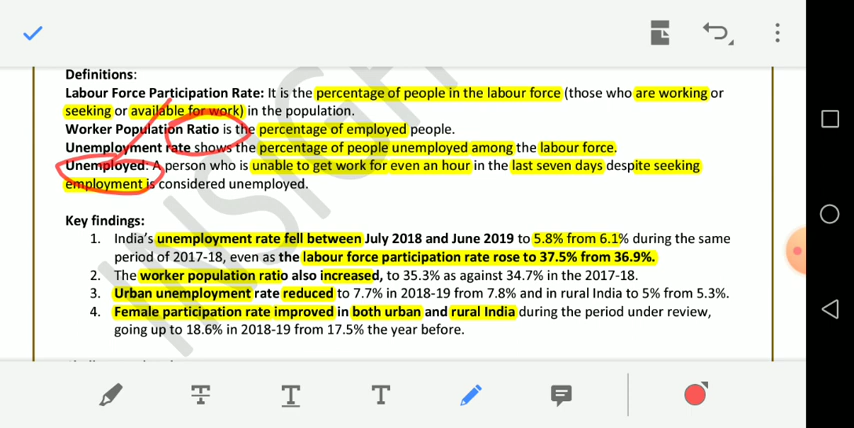 Definitions:
Labour Force Participation Rate: It is the percentage of people in the labour force (those who are working or
seeking or available for work) in the population.
Worker Population Ratio is the percentage of employed people.
Unemployment rate shows the percentage of people unemployed among the labour force.
Unemployed: A person who is unable to get work for even an hour in the last seven days despite seeking
employment is considered unemployed.
Key findings:
1. India's unemployment rate fell between July 2018 and June 2019 to 5.8% from 6.1% during the same
period of 2017-18, even as the labour force participation rate rose to 37.5% from 36.9%.
2. The worker population ratio also increased, to 35.3% as against 34.7% in the 2017-18.
3. Urban unemployment rate reduced to 7.7% in 2018-19 from 7.8% and in rural India to 5% from 5.3%.
4. Female participation rate improved in both urban and rural India during the period under review,
going up to 18.6% in 2018-19 from 17.5% the year before.